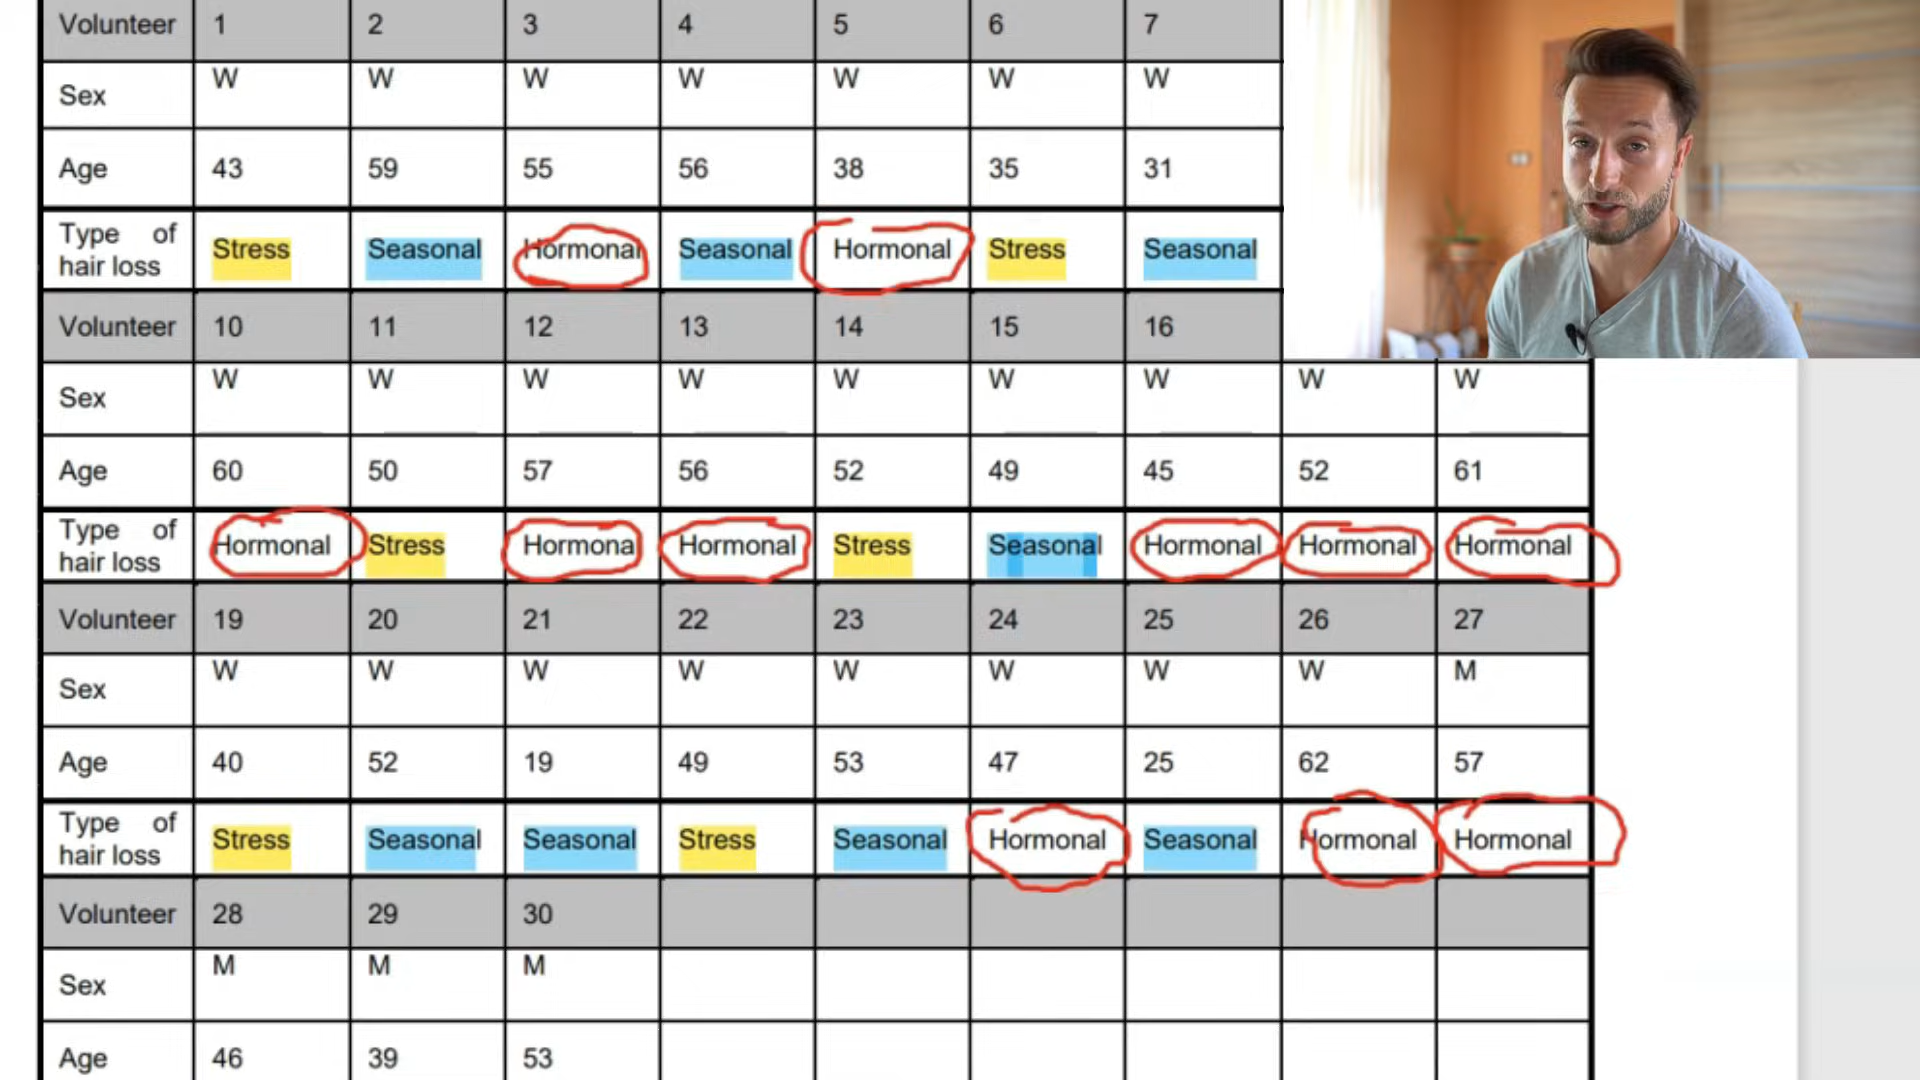 Volunteer 1 2 3 4 5 6 7
Sex W W W W W W W
Age 43 59 55 56 38 35 31
Type of hair loss Stress Seasonal Hormonal Seasonal Hormonal Stress Seasonal
Volunteer 10 11 12 13 14 15 16
Sex W W W W W W W W W
Age 60 50 57 56 52 49 45 52 61
Type of hair loss Hormonal Stress Hormonal Hormonal Stress Seasonal Hormonal Hormonal Hormonal
Volunteer 19 20 21 22 23 24 25 26 27
Sex W W W W W W W W M
Age 40 52 19 49 53 47 25 62 57
Type of hair loss Stress Seasonal Seasonal Stress Seasonal Hormonal Seasonal Hormonal Hormonal
Volunteer 28 29 30
Sex M M M
Age 46 39 53